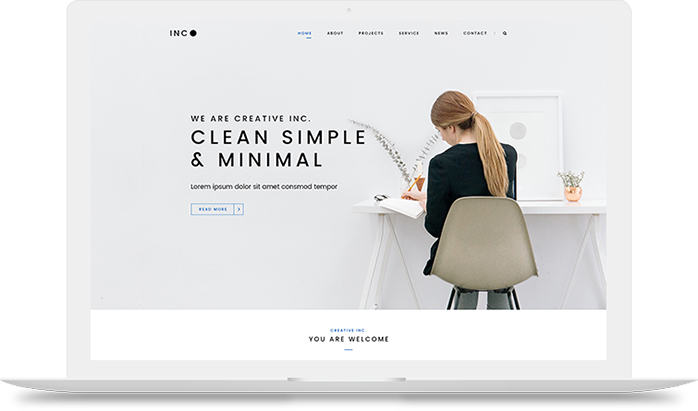 INC
HOME ABOUT PROJECTS SERVICE NEWS CONTACT
WE ARE CREATIVE INC.
CLEAN SIMPLE
& MINIMAL
Lorem ipsum dolor sit amet consmod tempor
READ MORE
CREATIVE INC.
YOU ARE WELCOME